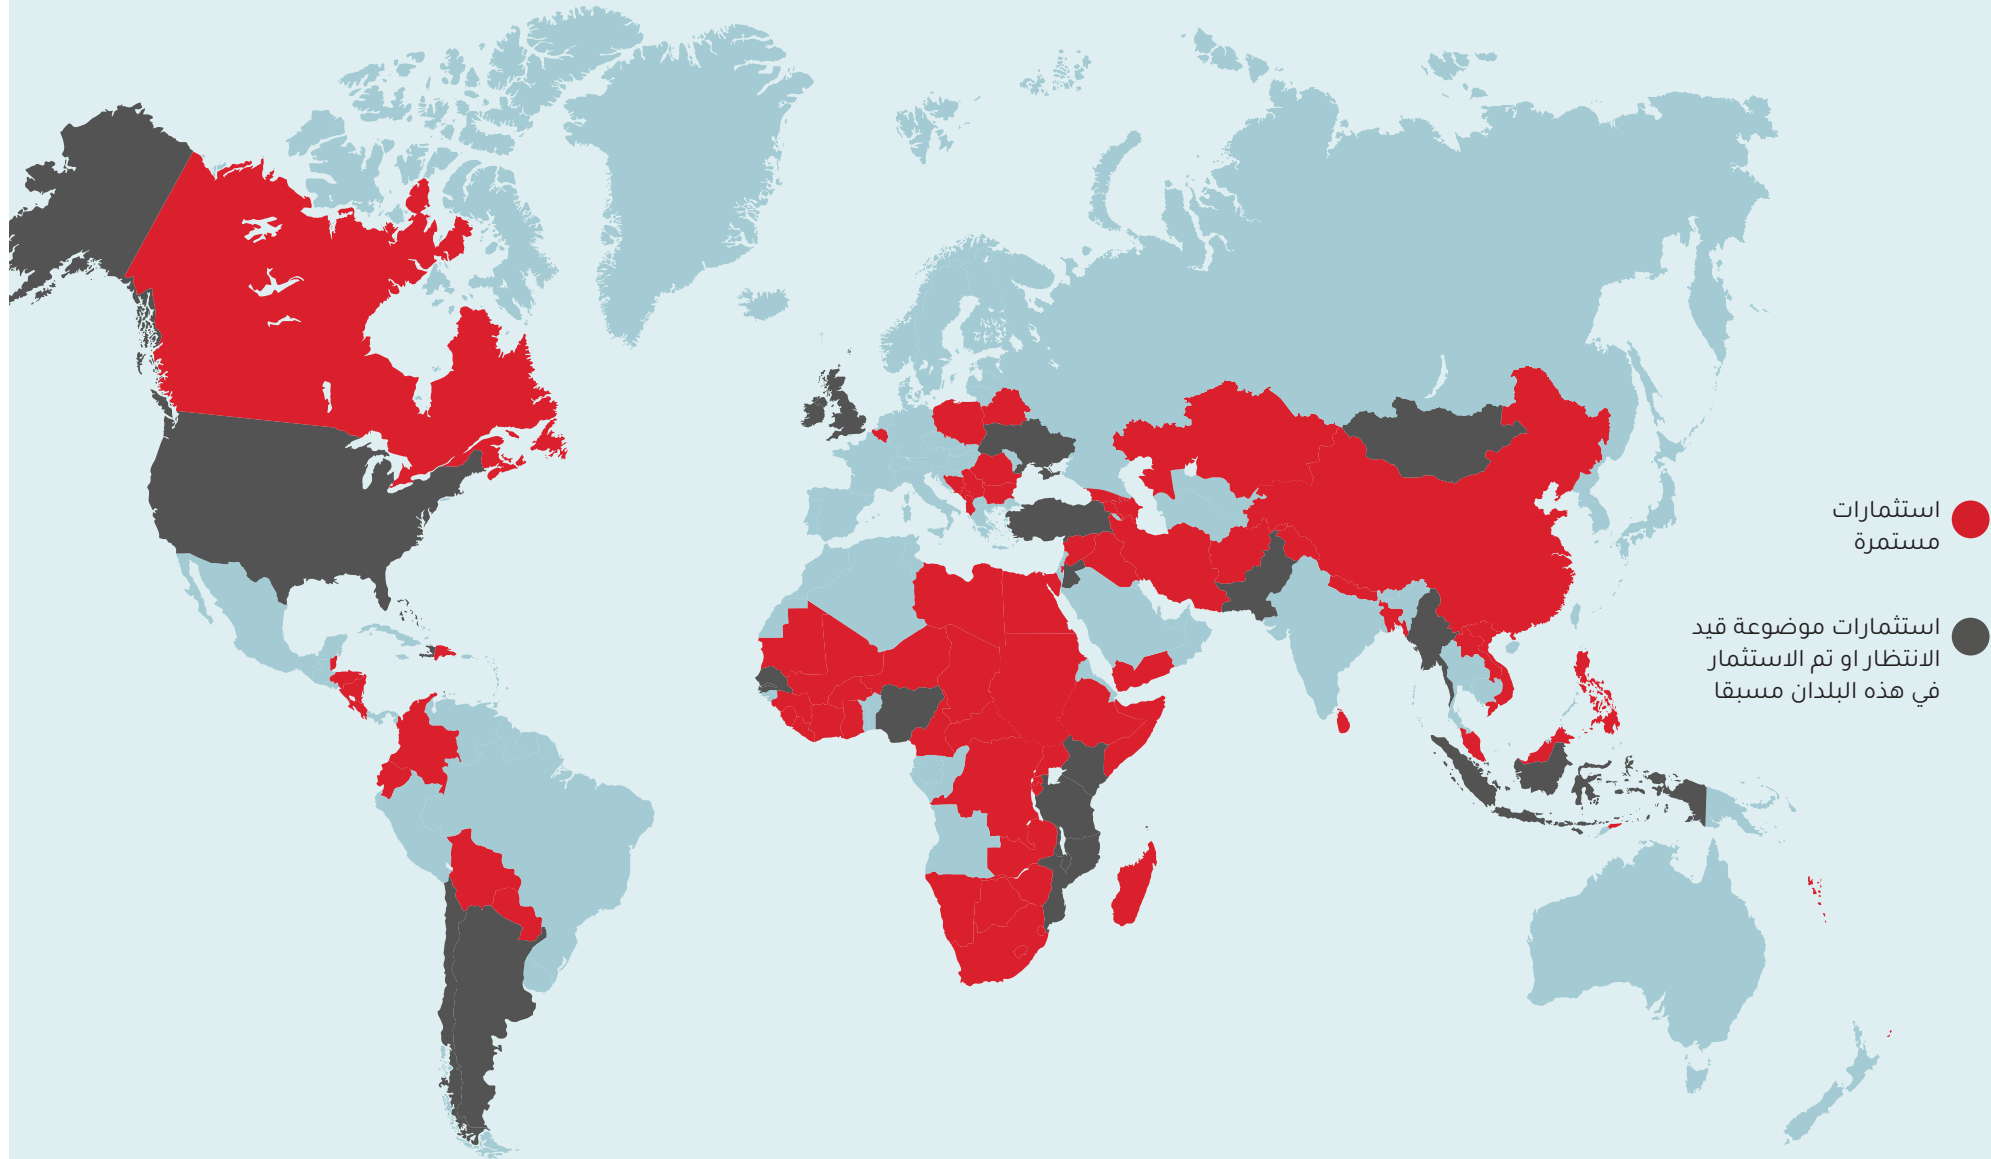 استثمارات
مستمرة
استثمارات موضوعة قيد
الانتظار او تم الاستثمار
في هذه البلدان مسبقا